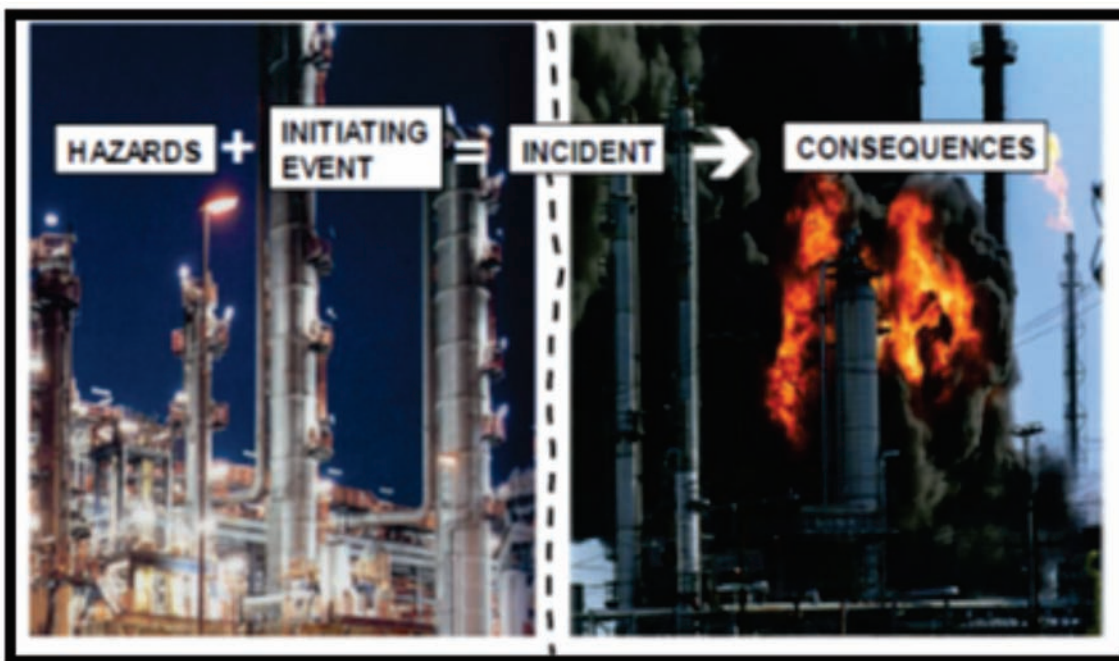 HAZARDS + INITIATING EVENT = INCIDENT → CONSEQUENCES